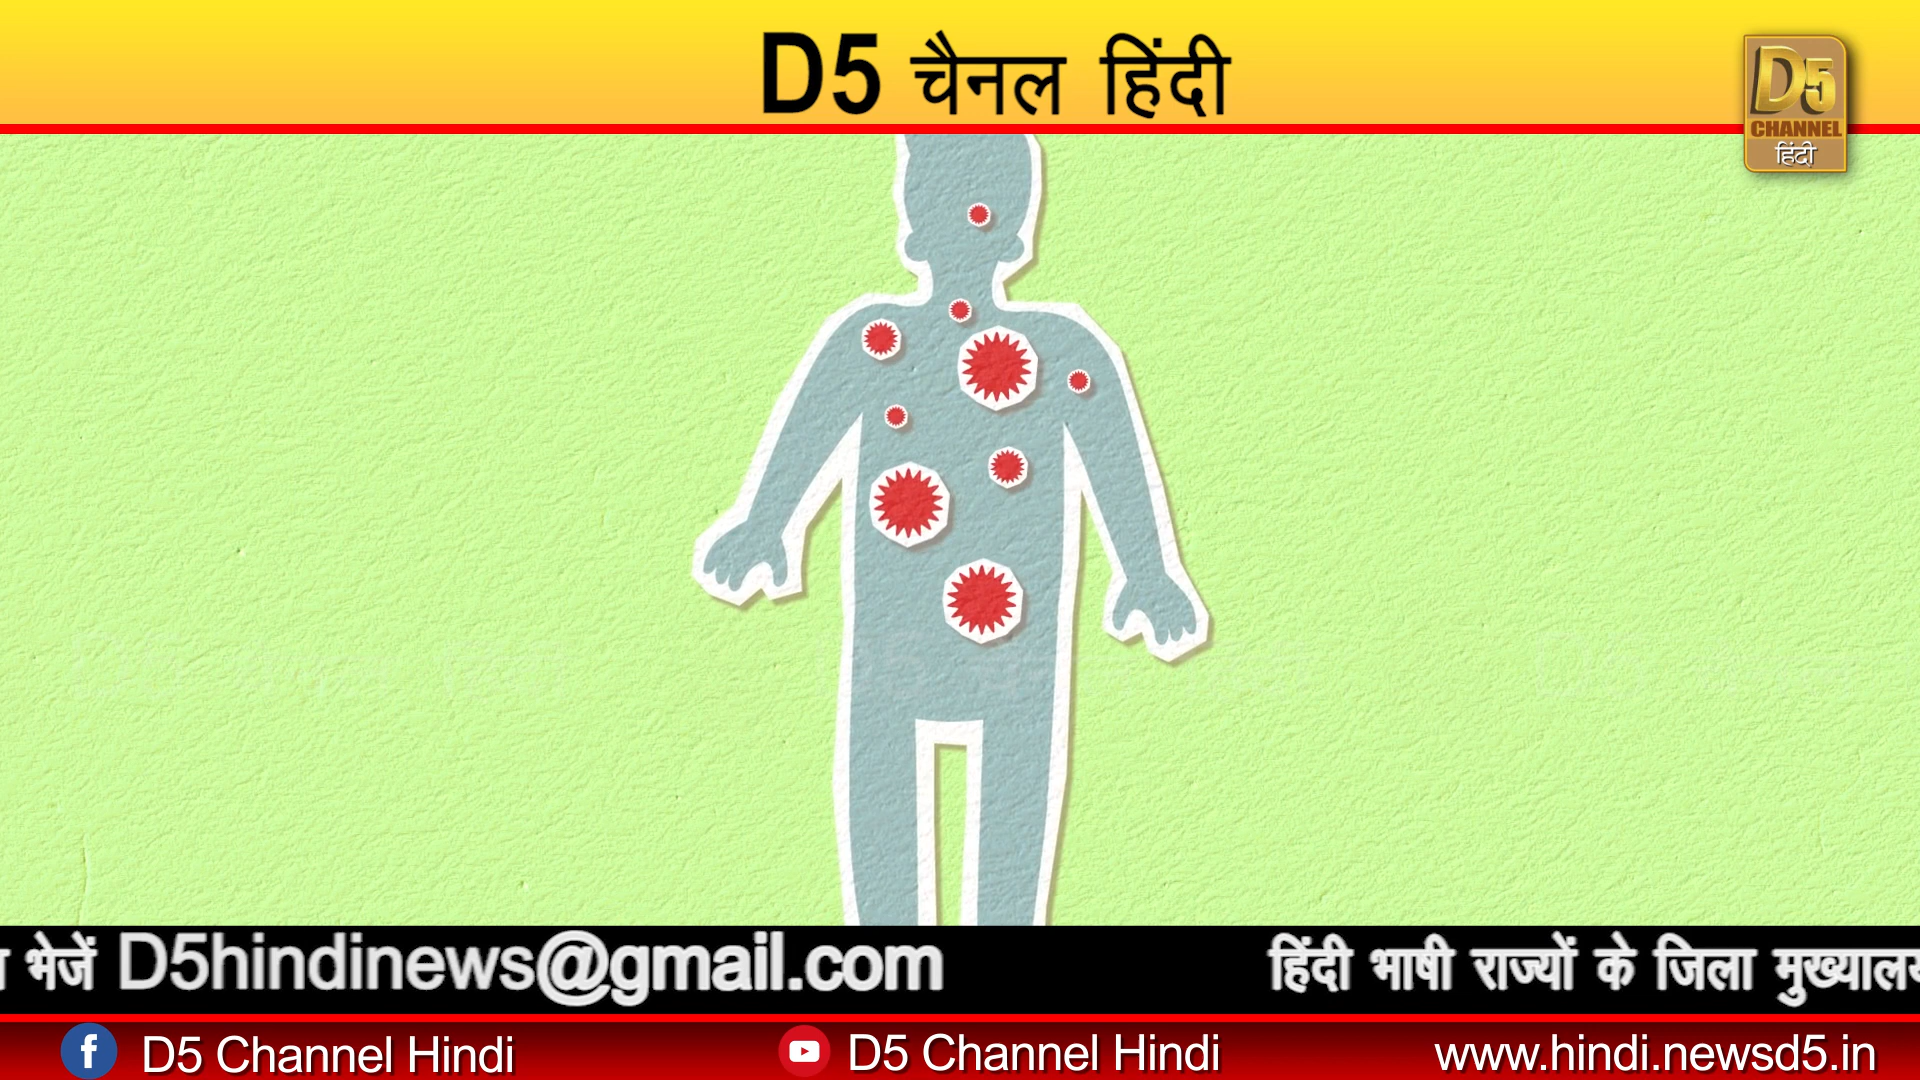 D5 चैनल हिंदी
D5
CHANNEL
हिंदी
भेजें D5hindinews@gmail.com
हिंदी भाषी राज्यों के जिला
D5 Channel Hindi
D5 Channel Hindi
www.hindi.newsd5.in